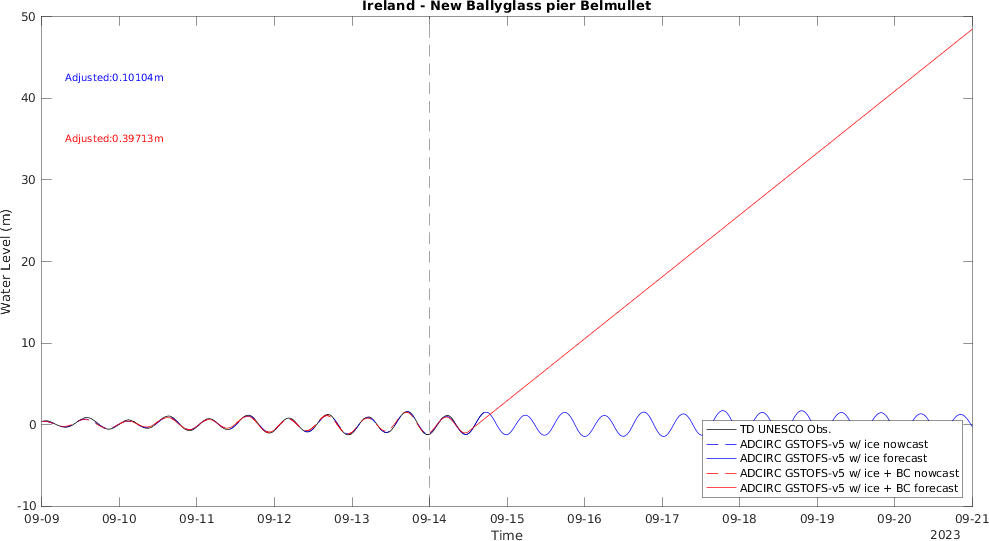 Ireland - New Ballyglass pier Belmullet
50
40
30
20
10
0
-10
Water Level (m)
Adjusted:0.10104m
Adjusted:0.39713m
TD UNESCO Obs.
ADCIRC GSTOFS-v5 w/ ice nowcast
ADCIRC GSTOFS-v5 w/ ice forecast
ADCIRC GSTOFS-v5 w/ ice + BC nowcast
ADCIRC GSTOFS-v5 w/ ice + BC forecast
09-09 09-10 09-11 09-12 09-13 09-14 09-15 09-16 09-17 09-18 09-19 09-20 09-21
Time
2023